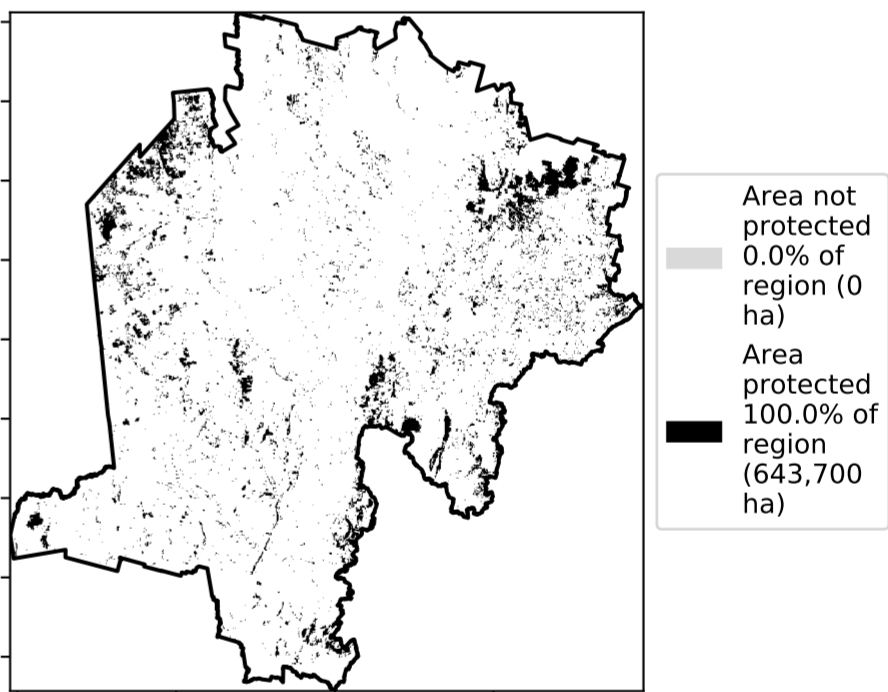 Area not
protected
0.0% of
region (0
ha)
Area
protected
100.0% of
region
(643,700
ha)